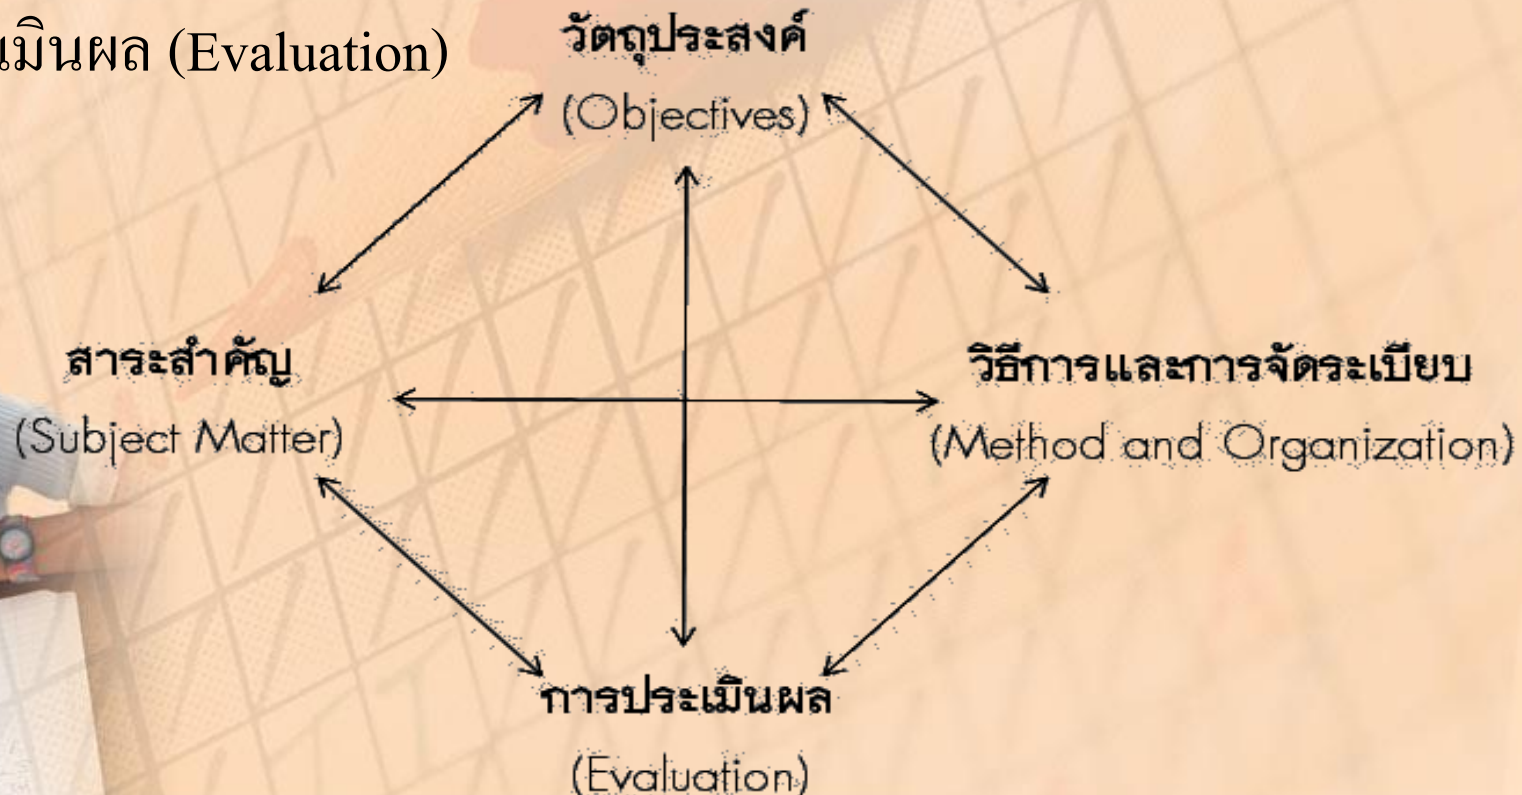 เมินผล (Evaluation)
วัตถุประสงค์
(Objectives)
สาระสำคัญ
(Subject Matter)
วิธีการและการจัดระเบียบ
(Method and Organization)
การประเมินผล
(Evaluation)